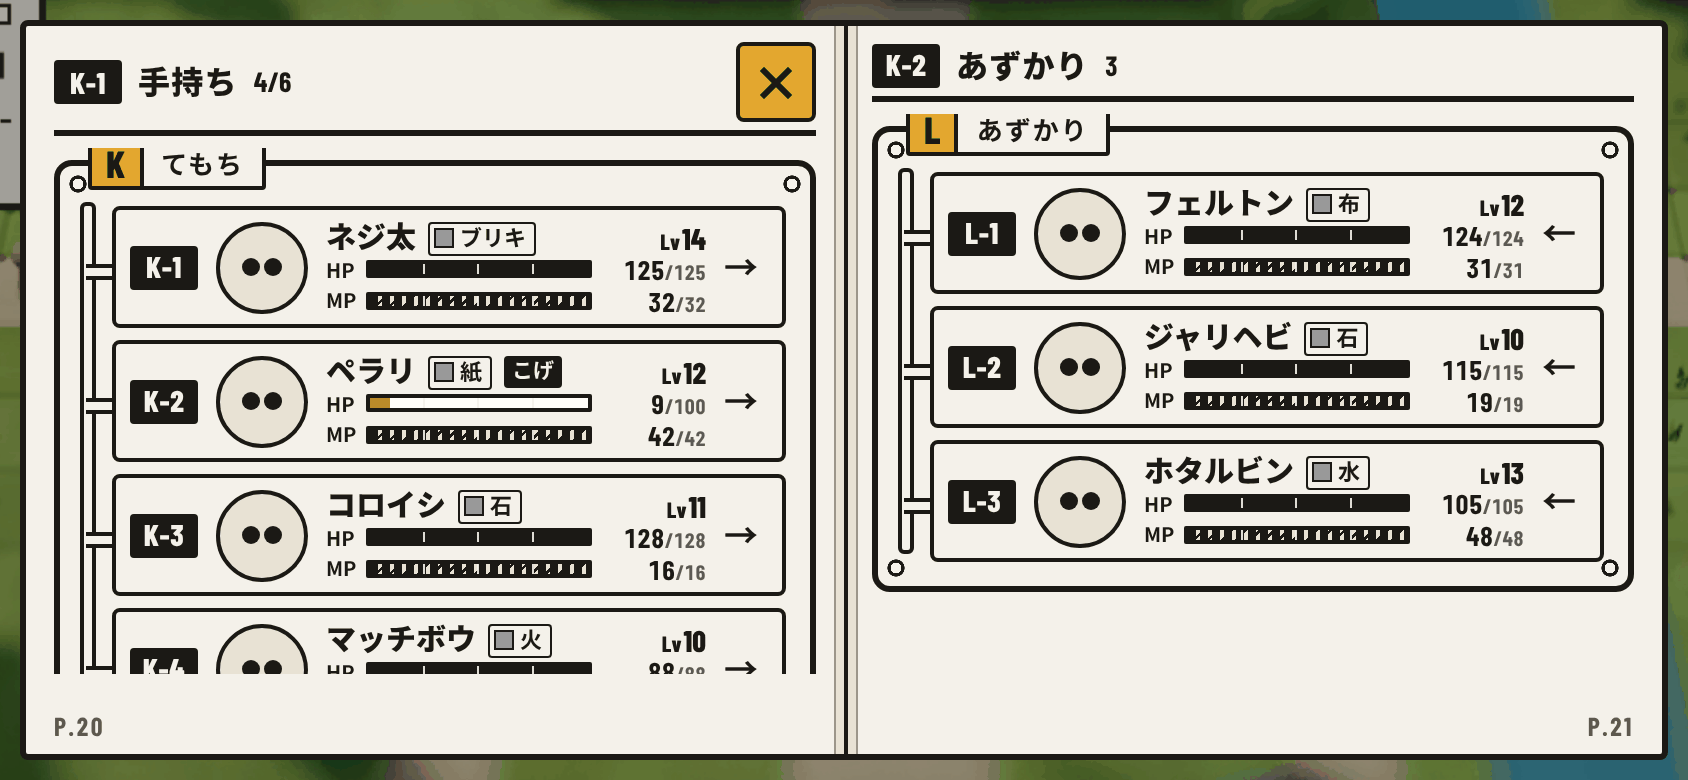 K-1 手持ち 4/6
K てもち
K-1 ネジ太 ブリキ Lv14
HP 125/125 →
MP 32/32
K-2 ペラリ 紙 こげ Lv12
HP 9/100 →
MP 42/42
K-3 コロイシ 石 Lv11
HP 128/128 →
MP 16/16
K-4 マッチボウ 火 Lv10
HP 88/88 →
P.20
K-2 あずかり 3
L あずかり
L-1 フェルトン 布 Lv12
HP 124/124 ←
MP 31/31
L-2 ジャリヘビ 石 Lv10
HP 115/115 ←
MP 19/19
L-3 ホタルビン 水 Lv13
HP 105/105 ←
MP 48/48
P.21